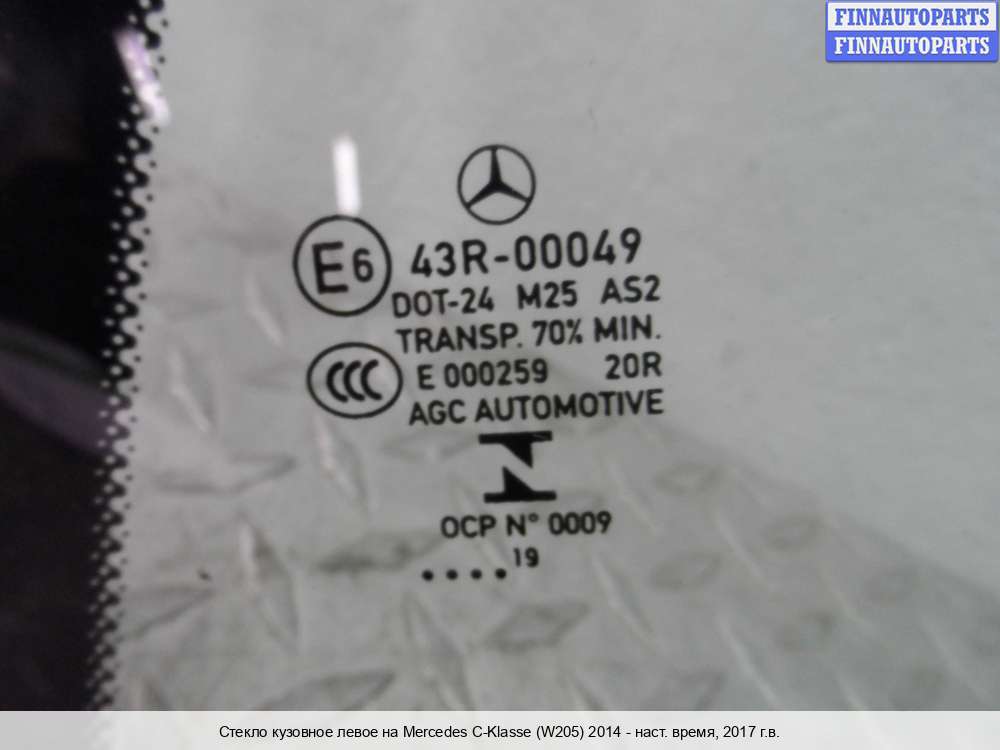 FINNAUTOPARTS
FINNAUTOPARTS
E6 43R-00049
DOT-24 M25 AS2
TRANSP. 70% MIN.
CCC E 000259 20R
AGC AUTOMOTIVE
OCP N° 0009
....19
Стекло кузовное левое на Mercedes C-Klasse (W205) 2014 - наст. время, 2017 г.в.